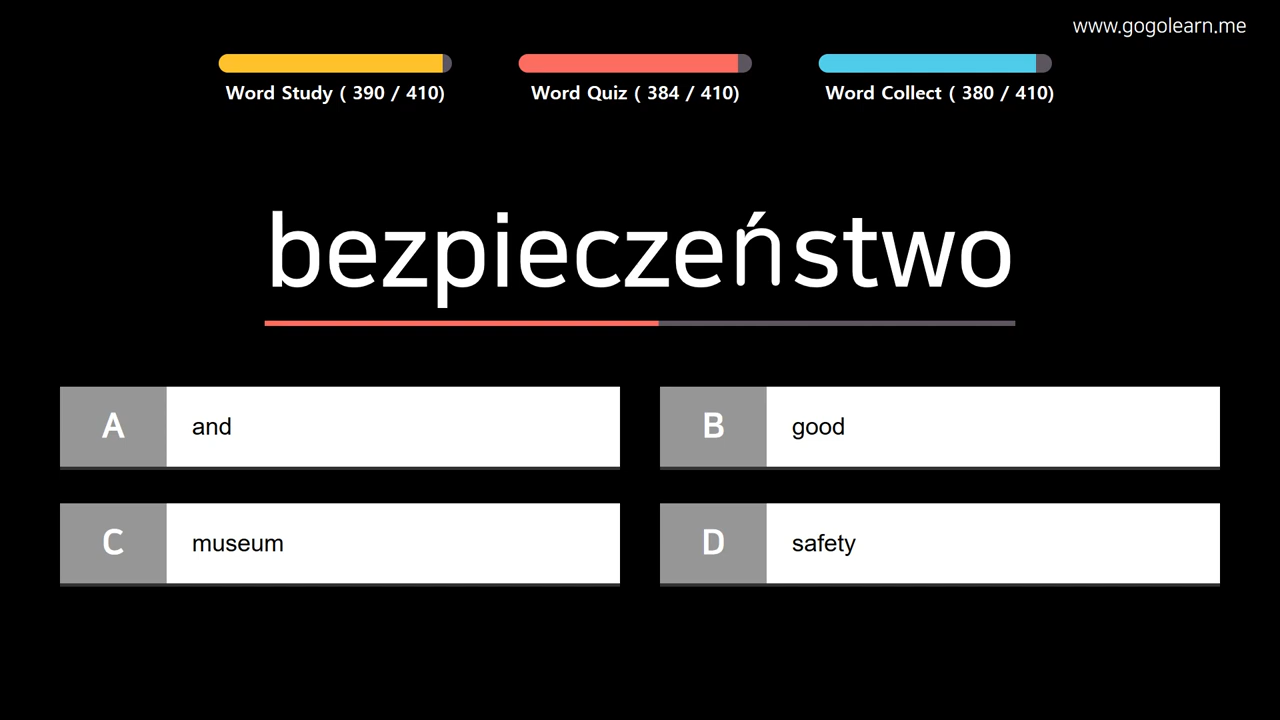 www.gogolearn.me
Word Study ( 390 / 410)
Word Quiz ( 384 / 410)
Word Collect ( 380 / 410)
bezpieczeństwo
A and
B good
C museum
D safety